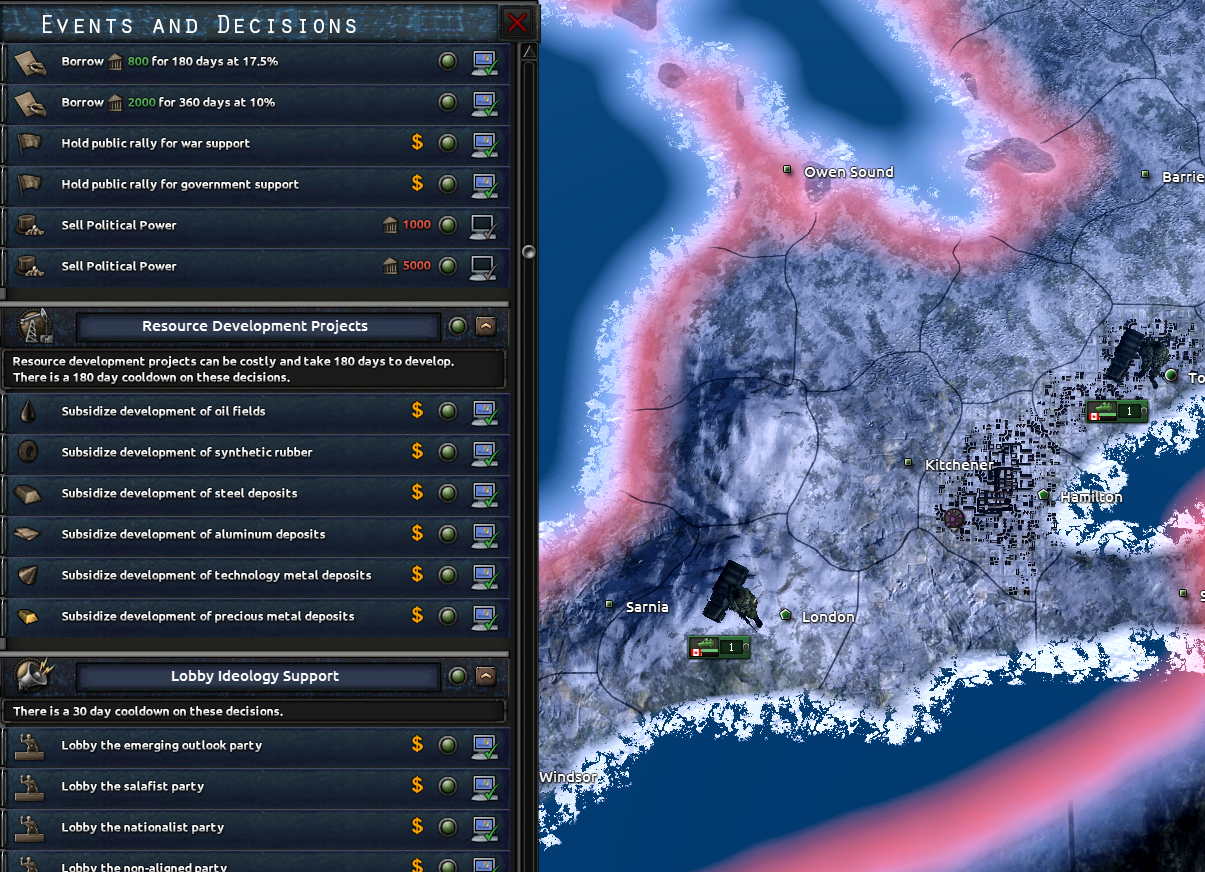 EVENTS AND DECISIONS
Borrow 800 for 180 days at 17.5%
Borrow 2000 for 360 days at 10%
Hold public rally for war support $
Hold public rally for government support $
Sell Political Power 1000
Sell Political Power 5000
Resource Development Projects
Resource development projects can be costly and take 180 days to develop.
There is a 180 day cooldown on these decisions.
Subsidize development of oil fields $
Subsidize development of synthetic rubber $
Subsidize development of steel deposits $
Subsidize development of aluminum deposits $
Subsidize development of technology metal deposits $
Subsidize development of precious metal deposits $
Lobby Ideology Support
There is a 30 day cooldown on these decisions.
Lobby the emerging outlook party $
Lobby the salafist party $
Lobby the nationalist party $
Lobby the non-aligned party $
Owen Sound
Barrie
To
1
Kitchener
Hamilton
S
Sarnia
London
1
Windsor